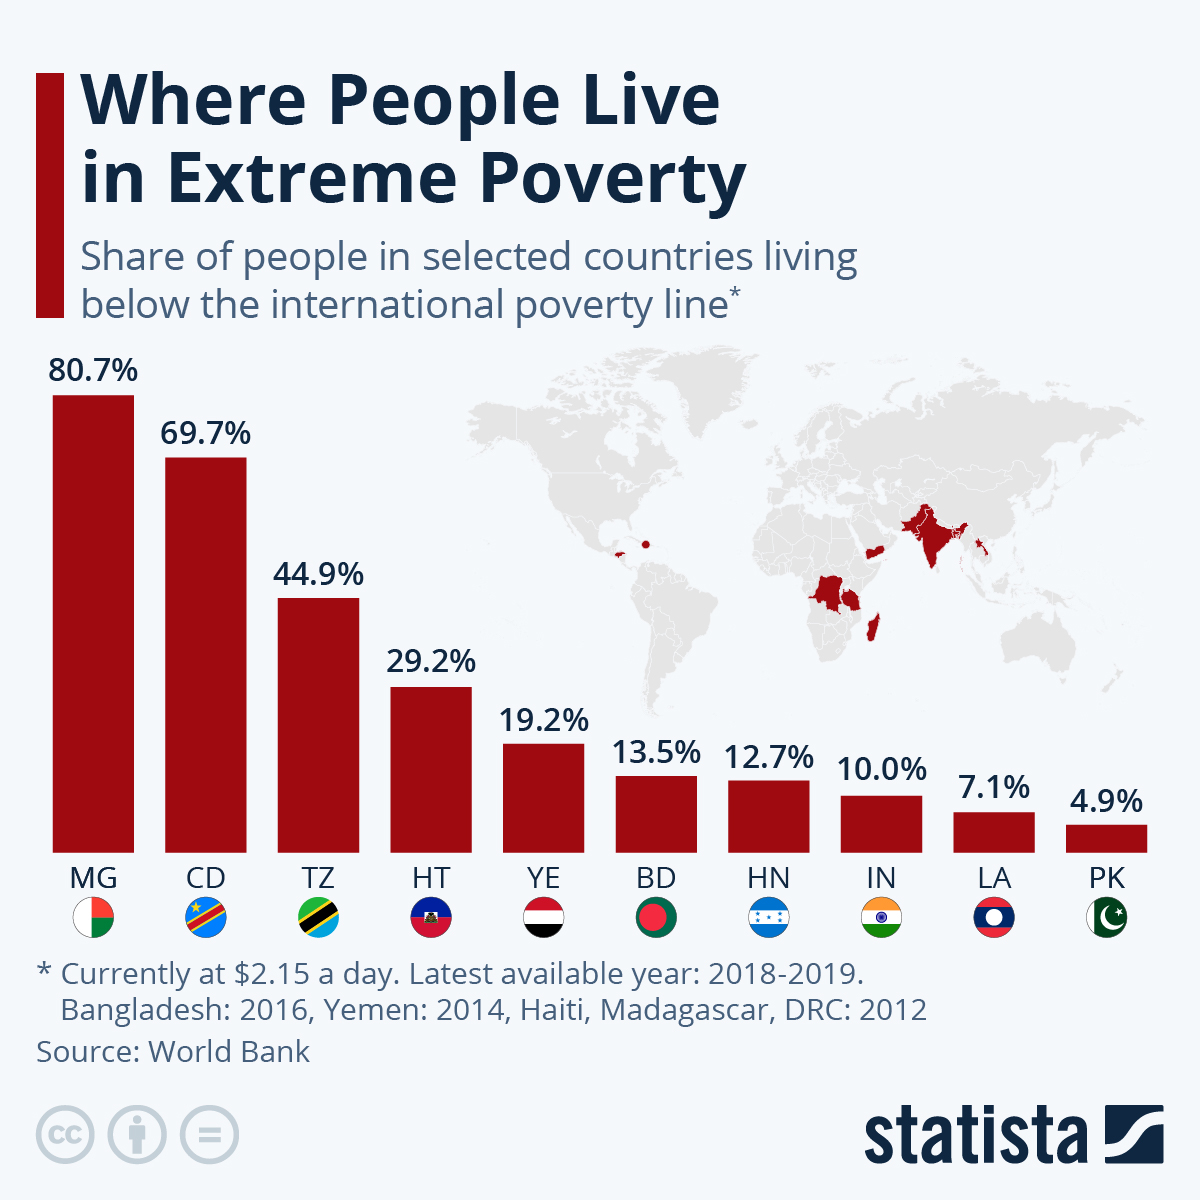 Where People Live
in Extreme Poverty
Share of people in selected countries living
below the international poverty line*
80.7%
69.7%
44.9%
29.2%
19.2%
13.5%
12.7%
10.0%
7.1%
4.9%
MG
CD
TZ
HT
YE
BD
HN
IN
LA
PK
* Currently at $2.15 a day. Latest available year: 2018-2019.
Bangladesh: 2016, Yemen: 2014, Haiti, Madagascar, DRC: 2012
Source: World Bank
cc
statista